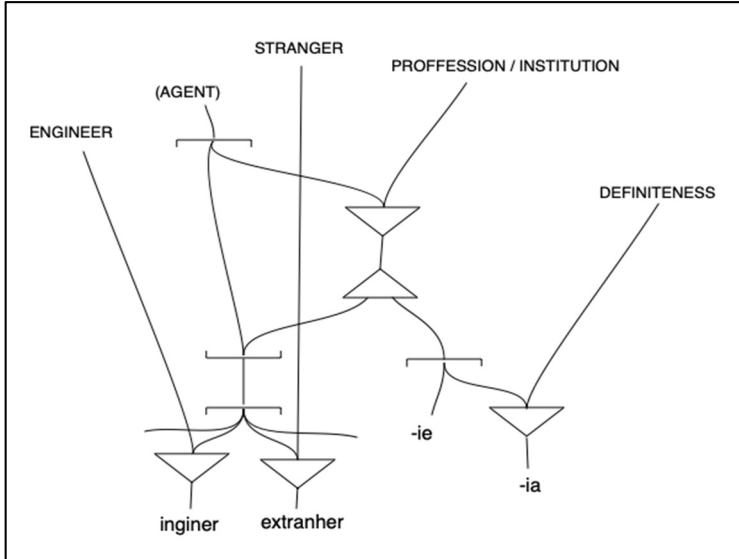 STRANGER
PROFFESSION / INSTITUTION
(AGENT)
ENGINEER
DEFINITENESS
-ie
-ia
inginer
extranher